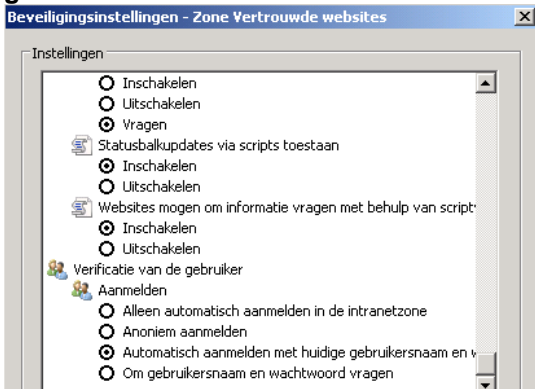 Beveiligingsinstellingen - Zone Vertrouwde websites
Instellingen
Inschakelen
Uitschakelen
Vragen
Statusbalkupdates via scripts toestaan
Inschakelen
Uitschakelen
Websites mogen om informatie vragen met behulp van script
Inschakelen
Uitschakelen
Verificatie van de gebruiker
Aanmelden
Alleen automatisch aanmelden in de intranetzone
Anoniem aanmelden
Automatisch aanmelden met huidige gebruikersnaam en
Om gebruikersnaam en wachtwoord vragen